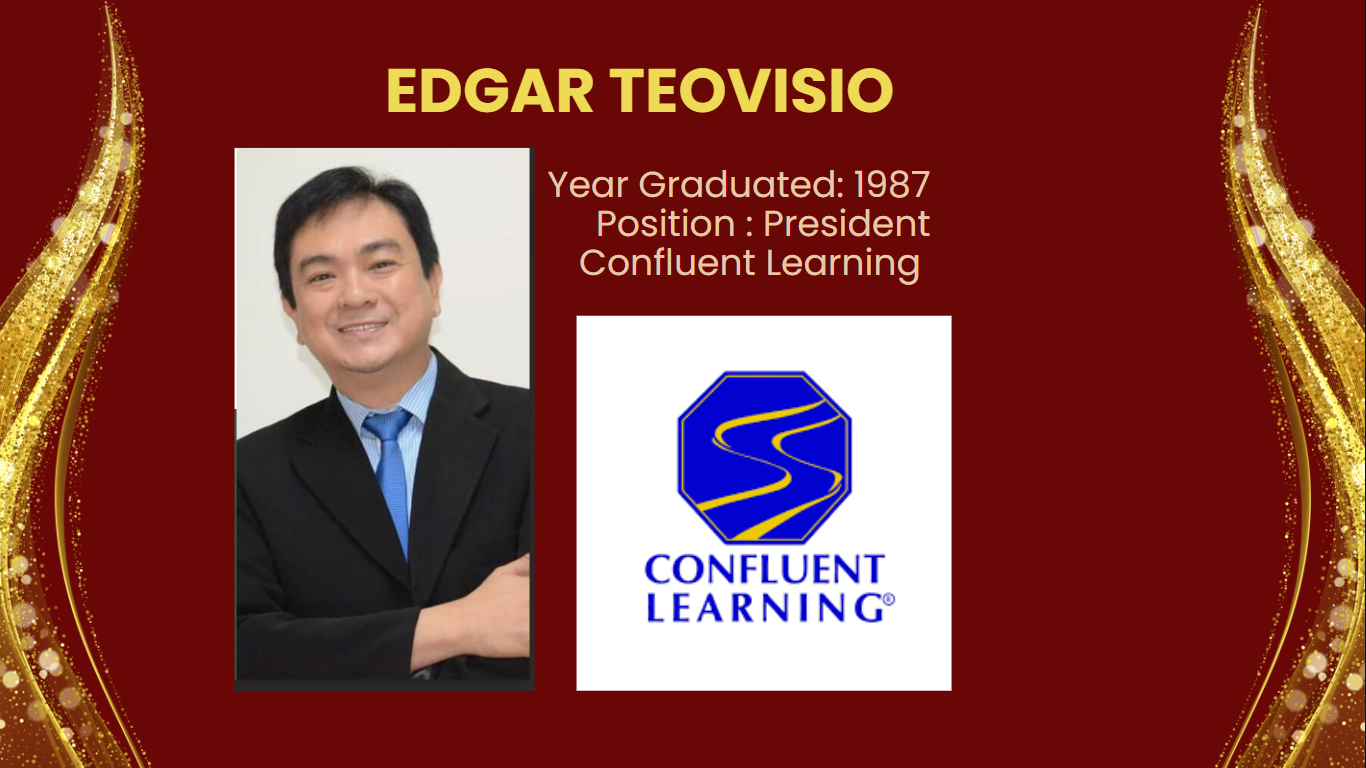 EDGAR TEOVISIO
Year Graduated: 1987
Position : President
Confluent Learning
CONFLUENT
LEARNING®